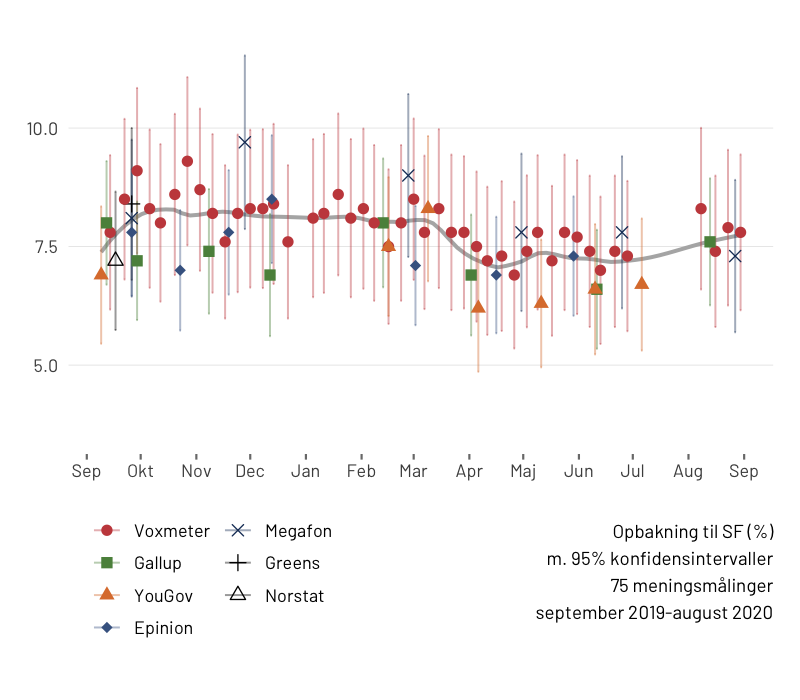 10.0
7.5
5.0
Sep Okt Nov Dec Jan Feb Mar Apr Maj Jun Jul Aug Sep
Voxmeter Megafon
Gallup Greens
YouGov Norstat
Epinion
Opbakning til SF (%)
m. 95% konfidensintervaller
75 meningsmålinger
september 2019-august 2020